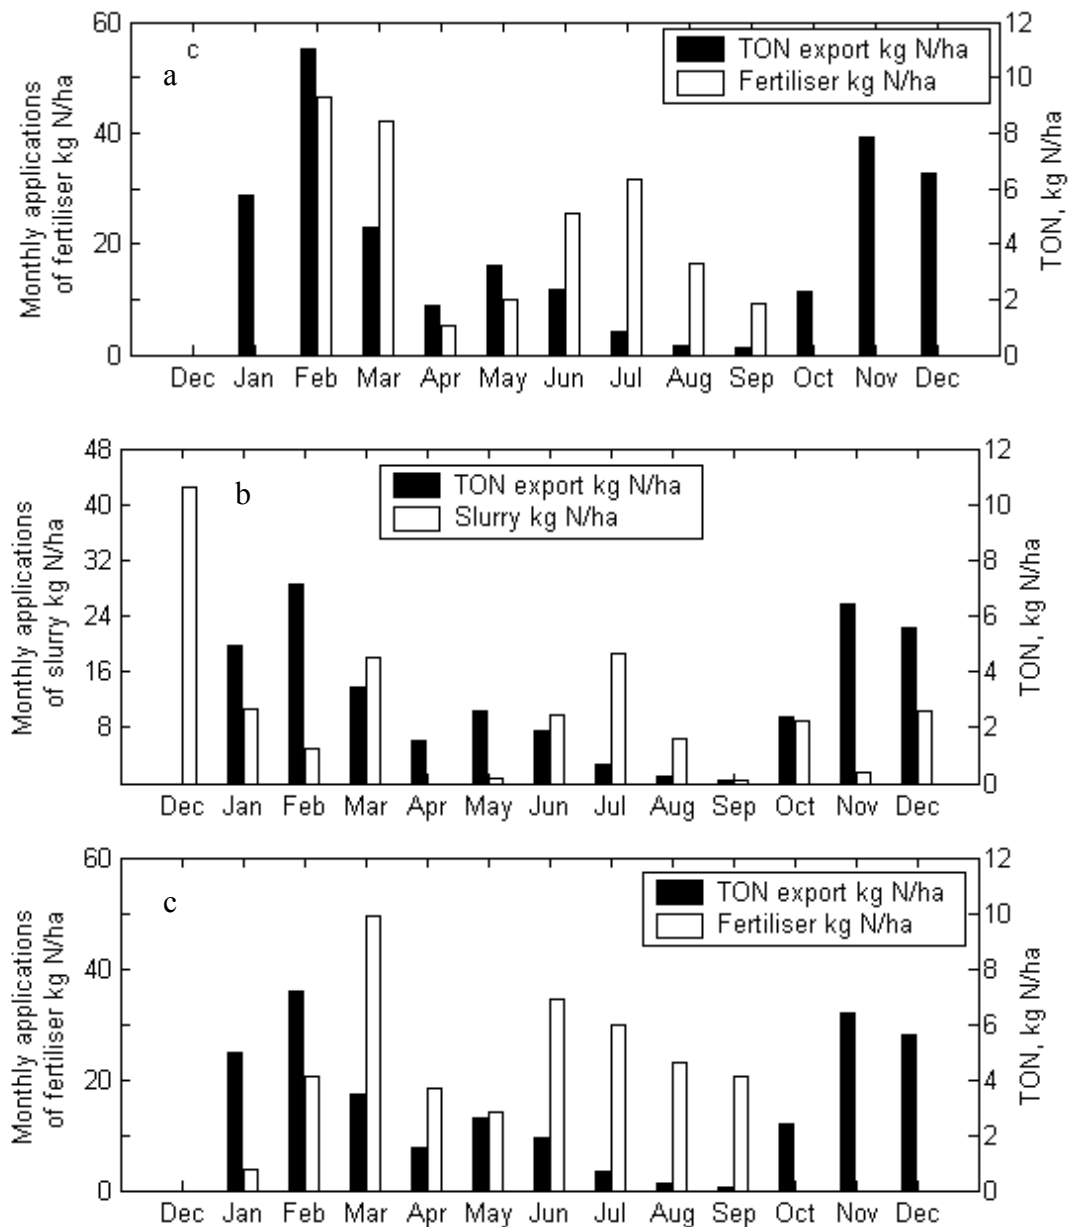 a
c
TON export kg N/ha
Fertiliser kg N/ha
Monthly applications
of fertiliser kg N/ha
60
40
20
0
12
10
8
6
4
2
0
TON, kg N/ha
Dec Jan Feb Mar Apr May Jun Jul Aug Sep Oct Nov Dec
b
TON export kg N/ha
Slurry kg N/ha
Monthly applications
of slurry kg N/ha
48
40
32
24
16
8
12
10
8
6
4
2
0
TON, kg N/ha
Dec Jan Feb Mar Apr May Jun Jul Aug Sep Oct Nov Dec
c
TON export kg N/ha
Fertiliser kg N/ha
Monthly applications
of fertiliser kg N/ha
60
40
20
0
12
10
8
6
4
2
0
TON, kg N/ha
Dec Jan Feb Mar Apr May Jun Jul Aug Sep Oct Nov Dec